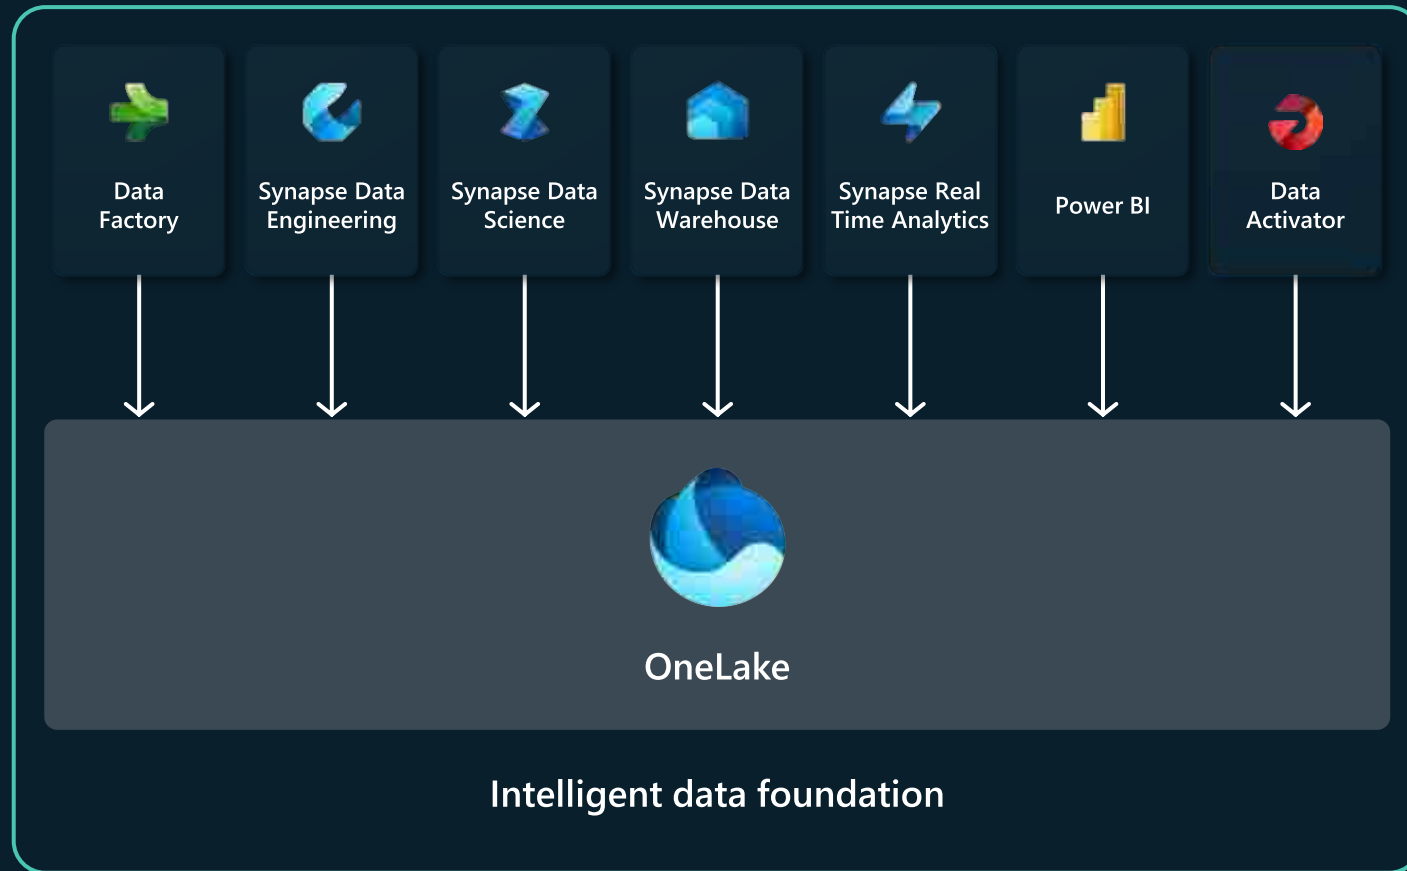 Data
Factory
Synapse Data
Engineering
Synapse Data
Science
Synapse Data
Warehouse
Synapse Real
Time Analytics
Power BI
Data
Activator
OneLake
Intelligent data foundation